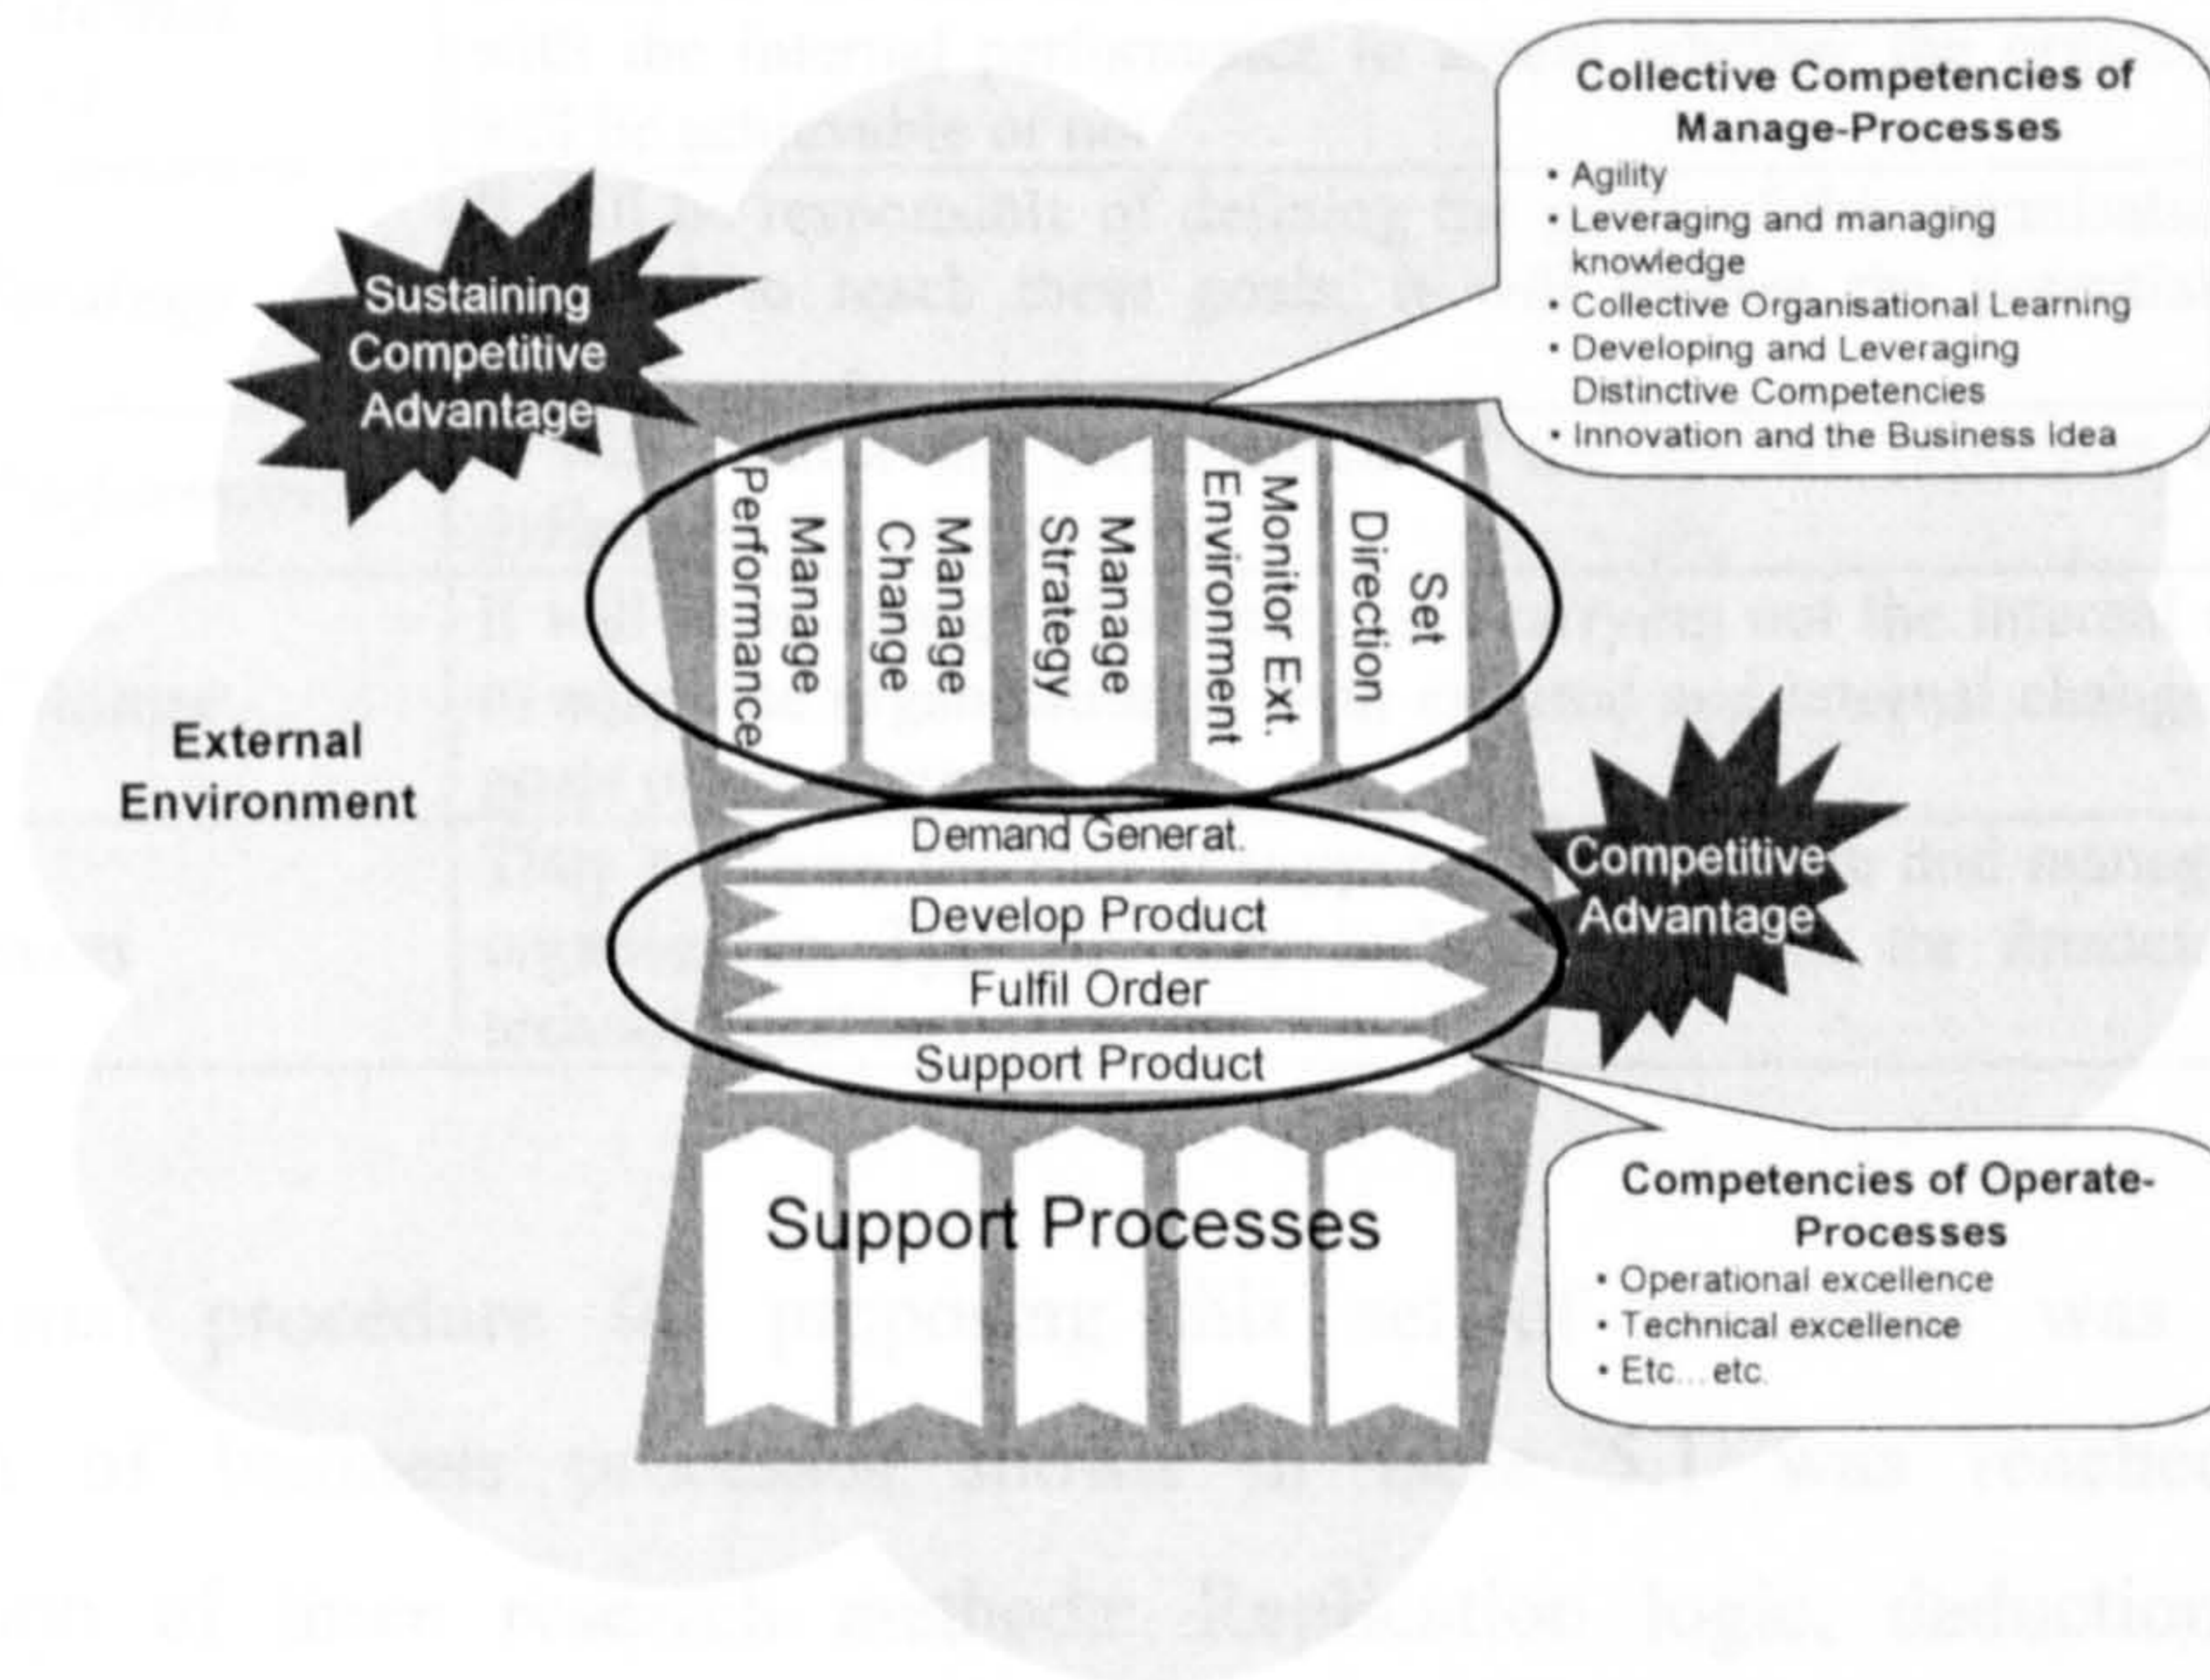 Collective Competencies of
Manage-Processes
• Agility
• Leveraging and managing
knowledge
• Collective Organisational Learning
• Developing and Leveraging
Distinctive Competencies
• Innovation and the Business Idea
Sustaining
Competitive
Advantage
Manage
Performance
Manage
Change
Manage
Strategy
Monitor Ext.
Environment
Set
Direction
External
Environment
Demand Generat.
Develop Product
Fulfil Order
Support Product
Competitive
Advantage
Support Processes
Competencies of Operate-
Processes
• Operational excellence
• Technical excellence
• Etc...etc.